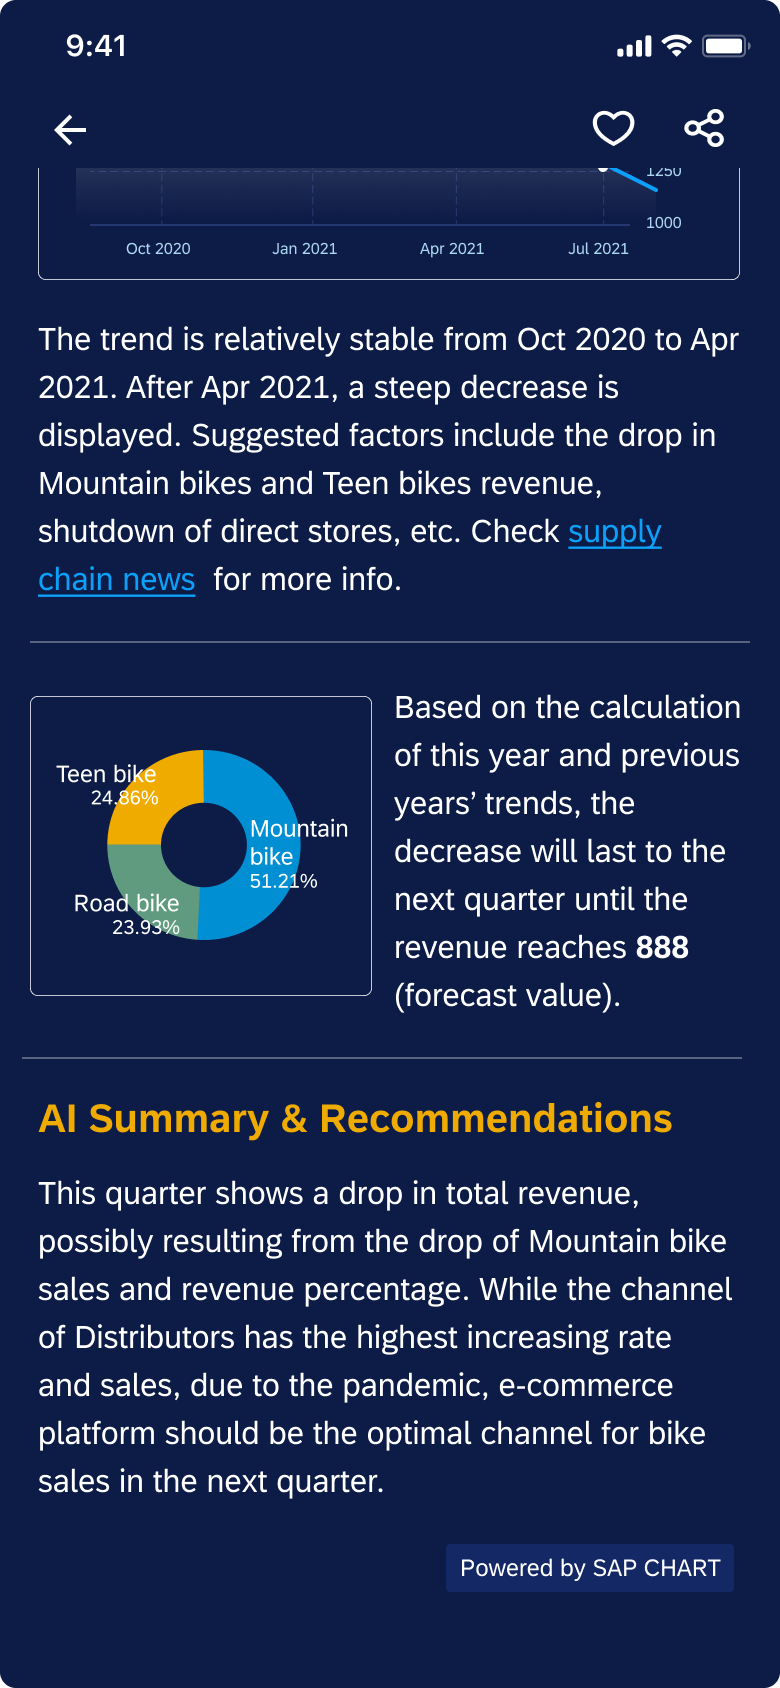 9:41
1250
1000
Oct 2020 Jan 2021 Apr 2021 Jul 2021
The trend is relatively stable from Oct 2020 to Apr
2021. After Apr 2021, a steep decrease is
displayed. Suggested factors include the drop in
Mountain bikes and Teen bikes revenue,
shutdown of direct stores, etc. Check supply
chain news for more info.
Teen bike
24.86%
Mountain
bike
51.21%
Road bike
23.93%
Based on the calculation
of this year and previous
years’ trends, the
decrease will last to the
next quarter until the
revenue reaches 888
(forecast value).
AI Summary & Recommendations
This quarter shows a drop in total revenue,
possibly resulting from the drop of Mountain bike
sales and revenue percentage. While the channel
of Distributors has the highest increasing rate
and sales, due to the pandemic, e-commerce
platform should be the optimal channel for bike
sales in the next quarter.
Powered by SAP CHART